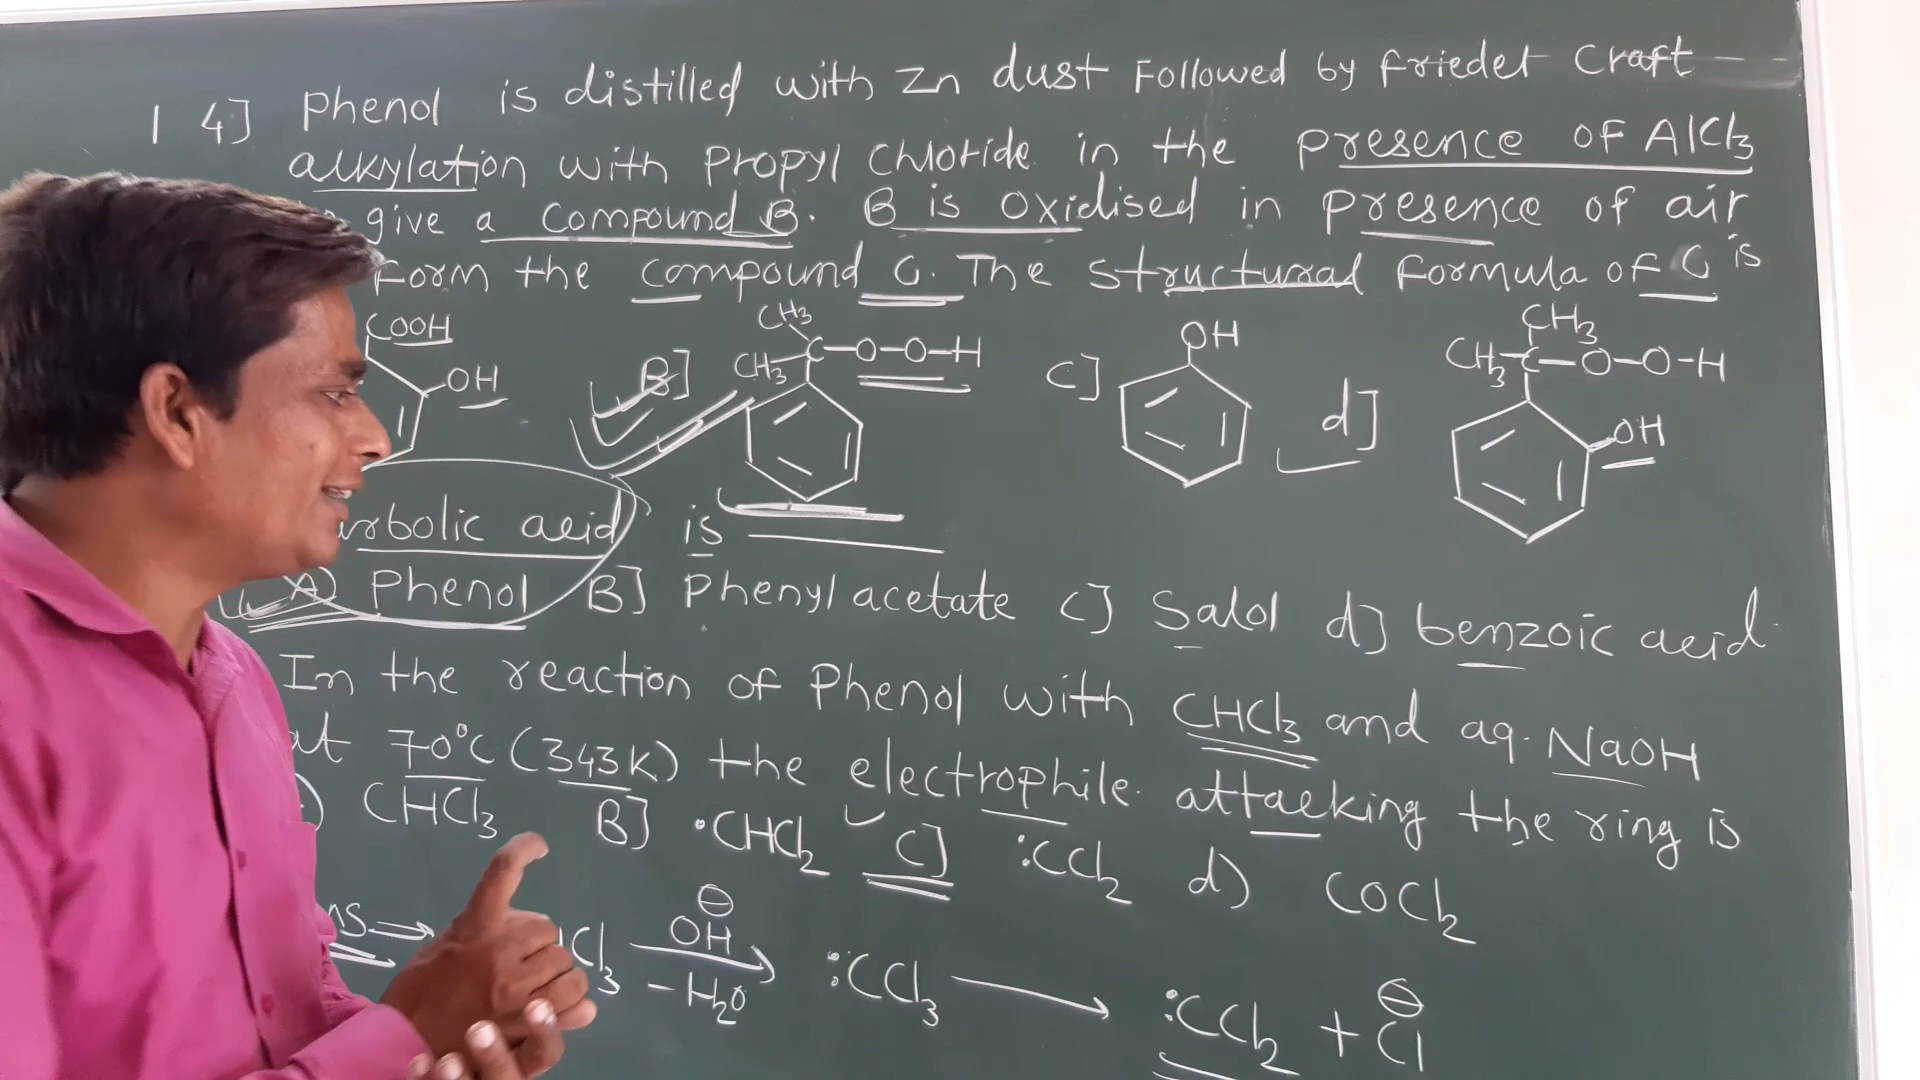 14] Phenol is distilled with Zn dust Followed by Friedel Craft
alkylation with Propyl Chloride in the presence of AlCl3
give a compound B. B is oxidised in presence of air
Form the compound C. The structural Formula of C is
COOH OH B] CH3 CH3 C-O-O-H C] OH d] CH3 CH3 C-O-O-H OH
arbolic acid is
A) Phenol B] Phenyl acetate C] Salol d] benzoic acid
In the reaction of Phenol with CHCl3 and aq. NaOH
at 70°C (343K) the electrophile attacking the ring is
CHCl3 B] •CHCl2 C] :CCl2 d) COCl2
Cl3 OH⊖ -H2O :CCl3 → :CCl2 + Cl⊖